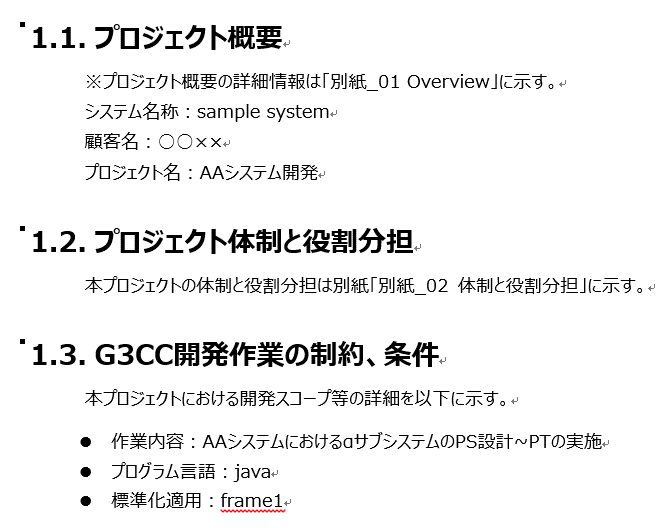 1.1. プロジェクト概要
※プロジェクト概要の詳細情報は「別紙_01 Overview」に示す。
システム名称：sample system
顧客名：〇〇××
プロジェクト名：AAシステム開発
1.2. プロジェクト体制と役割分担
本プロジェクトの体制と役割分担は別紙「別紙_02 体制と役割分担」に示す。
1.3. G3CC開発作業の制約、条件
本プロジェクトにおける開発スコープ等の詳細を以下に示す。
● 作業内容：AAシステムにおけるαサブシステムのPS設計~PTの実施
● プログラム言語：java
● 標準化適用：frame1